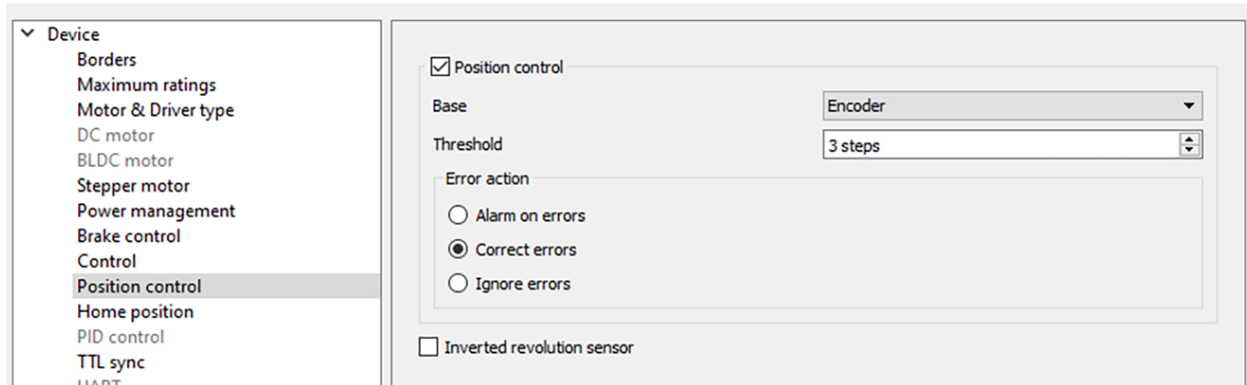 Device
Borders
Maximum ratings
Motor & Driver type
DC motor
BLDC motor
Stepper motor
Power management
Brake control
Control
Position control
Home position
PID control
TTL sync
UART
Position control
Base
Encoder
Threshold
3 steps
Error action
Alarm on errors
Correct errors
Ignore errors
Inverted revolution sensor